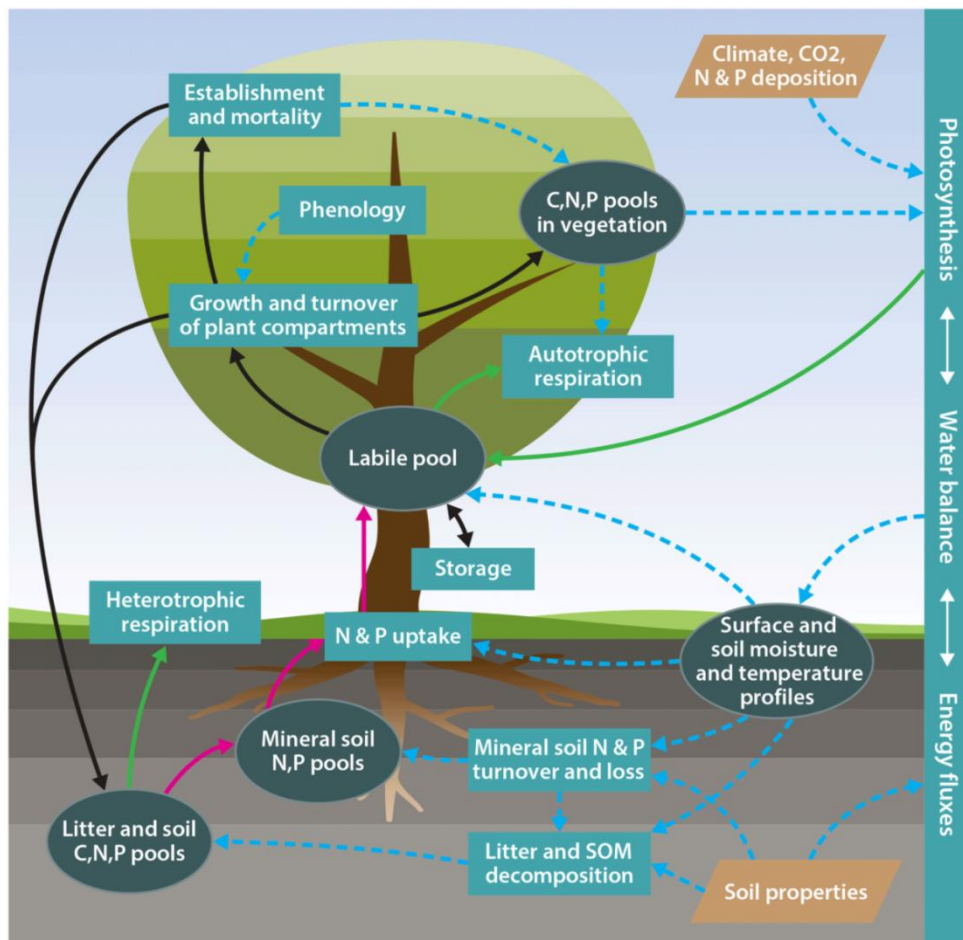 Climate, CO2,
N & P deposition
Establishment
and mortality
Phenology
C,N,P pools
in vegetation
Photosynthesis
Growth and turnover
of plant compartments
Autotrophic
respiration
Labile pool
Water balance
Storage
Heterotrophic
respiration
N & P uptake
Surface and
soil moisture
and temperature
profiles
Mineral soil
N,P pools
Mineral soil N & P
turnover and loss
Energy fluxes
Litter and soil
C,N,P pools
Litter and SOM
decomposition
Soil properties